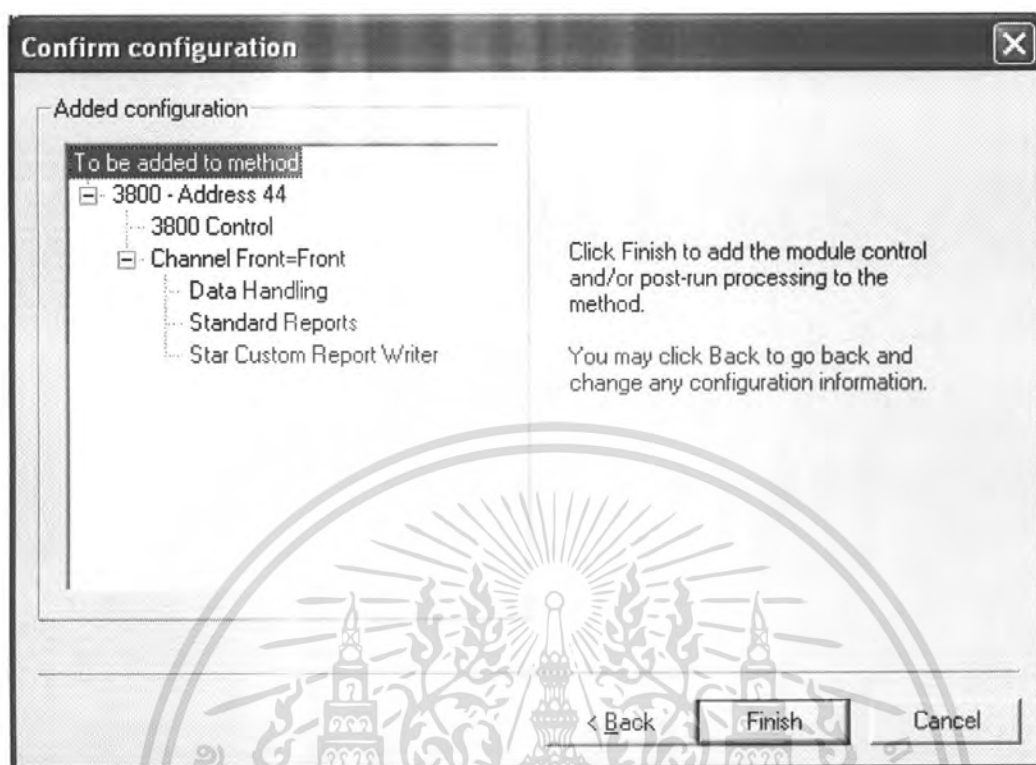 Confirm configuration
Added configuration
To be added to method
3800 - Address 44
3800 Control
Channel Front=Front
Data Handling
Standard Reports
Star Custom Report Writer
Click Finish to add the module control
and/or post-run processing to the
method.
You may click Back to go back and
change any configuration information.
< Back
Finish
Cancel